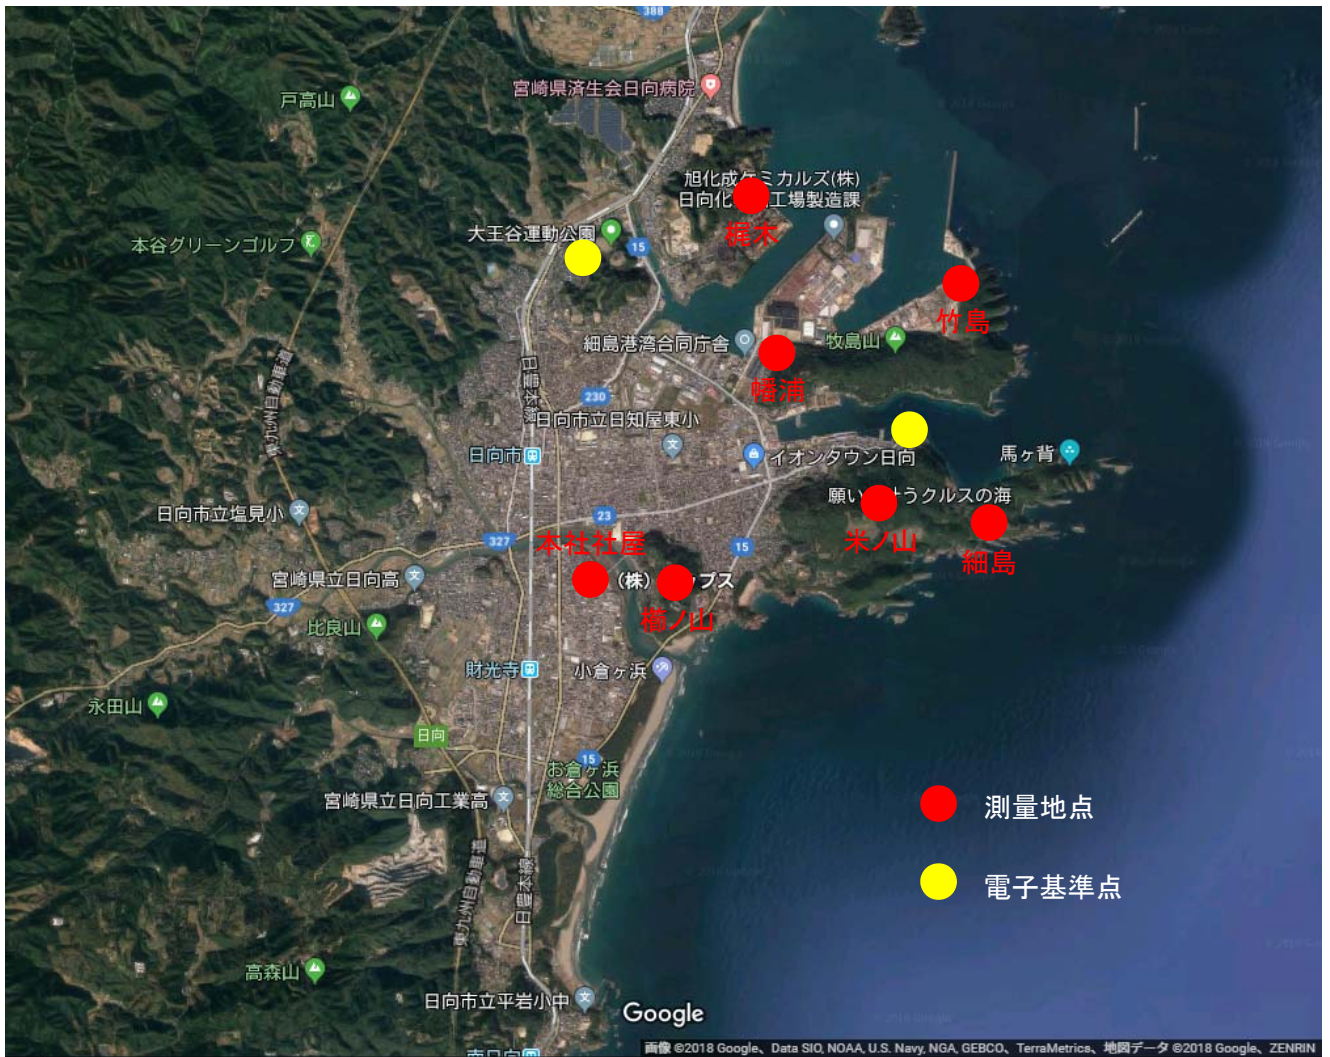 388
宮崎県済生会日向病院
戸高山
旭化成ケミカルズ(株)
日向化 工場製造課
梶木
大王谷運動公園
15
本谷グリーンゴルフ
竹島
細島港湾合同庁舎
牧島山
幡浦
東九州自動車道
日豊本線
230
日向市立日知屋東小
日向市
イオンタウン日向
馬ヶ背
願い 叶うクルスの海
日向市立塩見小
23
327
本社社屋
15
米ノ山
細島
宮崎県立日向高
(株) ップス
327
櫛ノ山
比良山
財光寺
小倉ヶ浜
永田山
日向
15
お倉ヶ浜
総合公園
宮崎県立日向工業高
測量地点
東九州自動車道
日豊本線
電子基準点
高森山
日向市立平岩小中
Google
南日向
画像 ©2018 Google、Data SIO, NOAA, U.S. Navy, NGA, GEBCO、TerraMetrics、地図データ ©2018 Google、ZENRIN